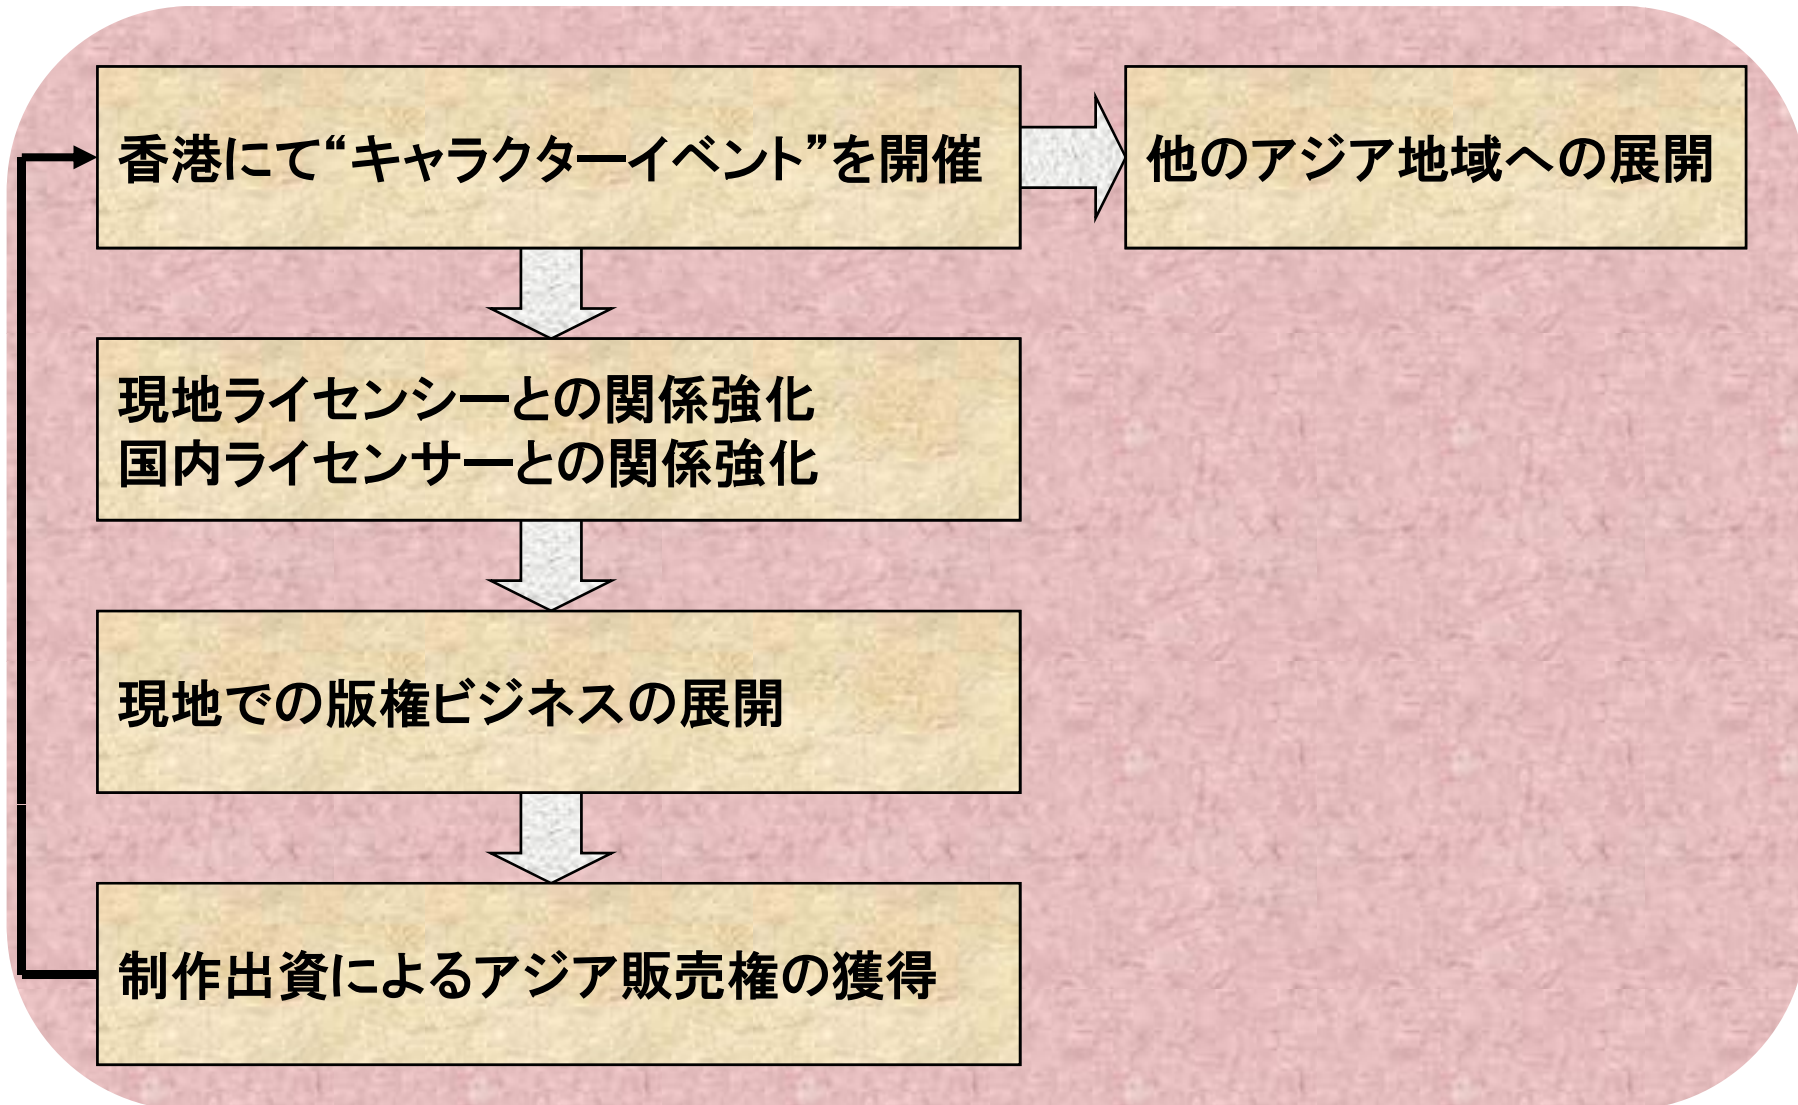 香港にて“キャラクターイベント”を開催
他のアジア地域への展開
現地ライセンシーとの関係強化
国内ライセンサーとの関係強化
現地での版権ビジネスの展開
制作出資によるアジア販売権の獲得